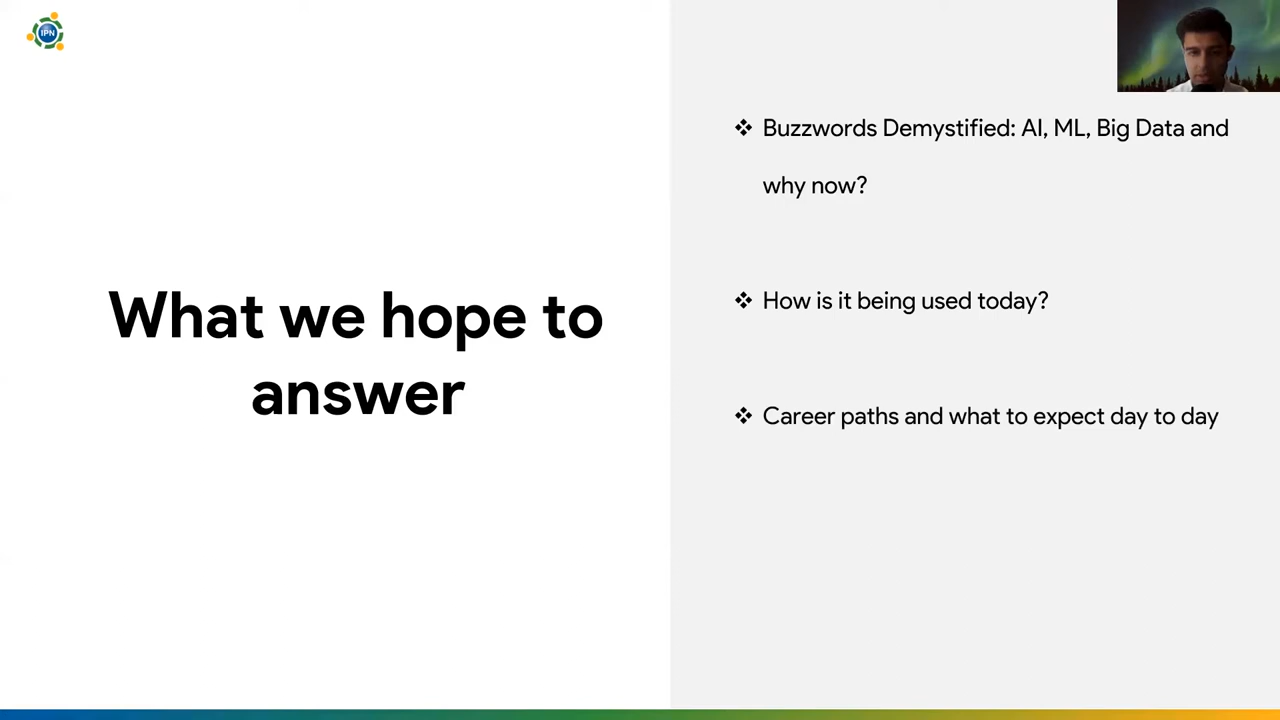 IPN
What we hope to
answer
❖ Buzzwords Demystified: AI, ML, Big Data and
why now?
❖ How is it being used today?
❖ Career paths and what to expect day to day